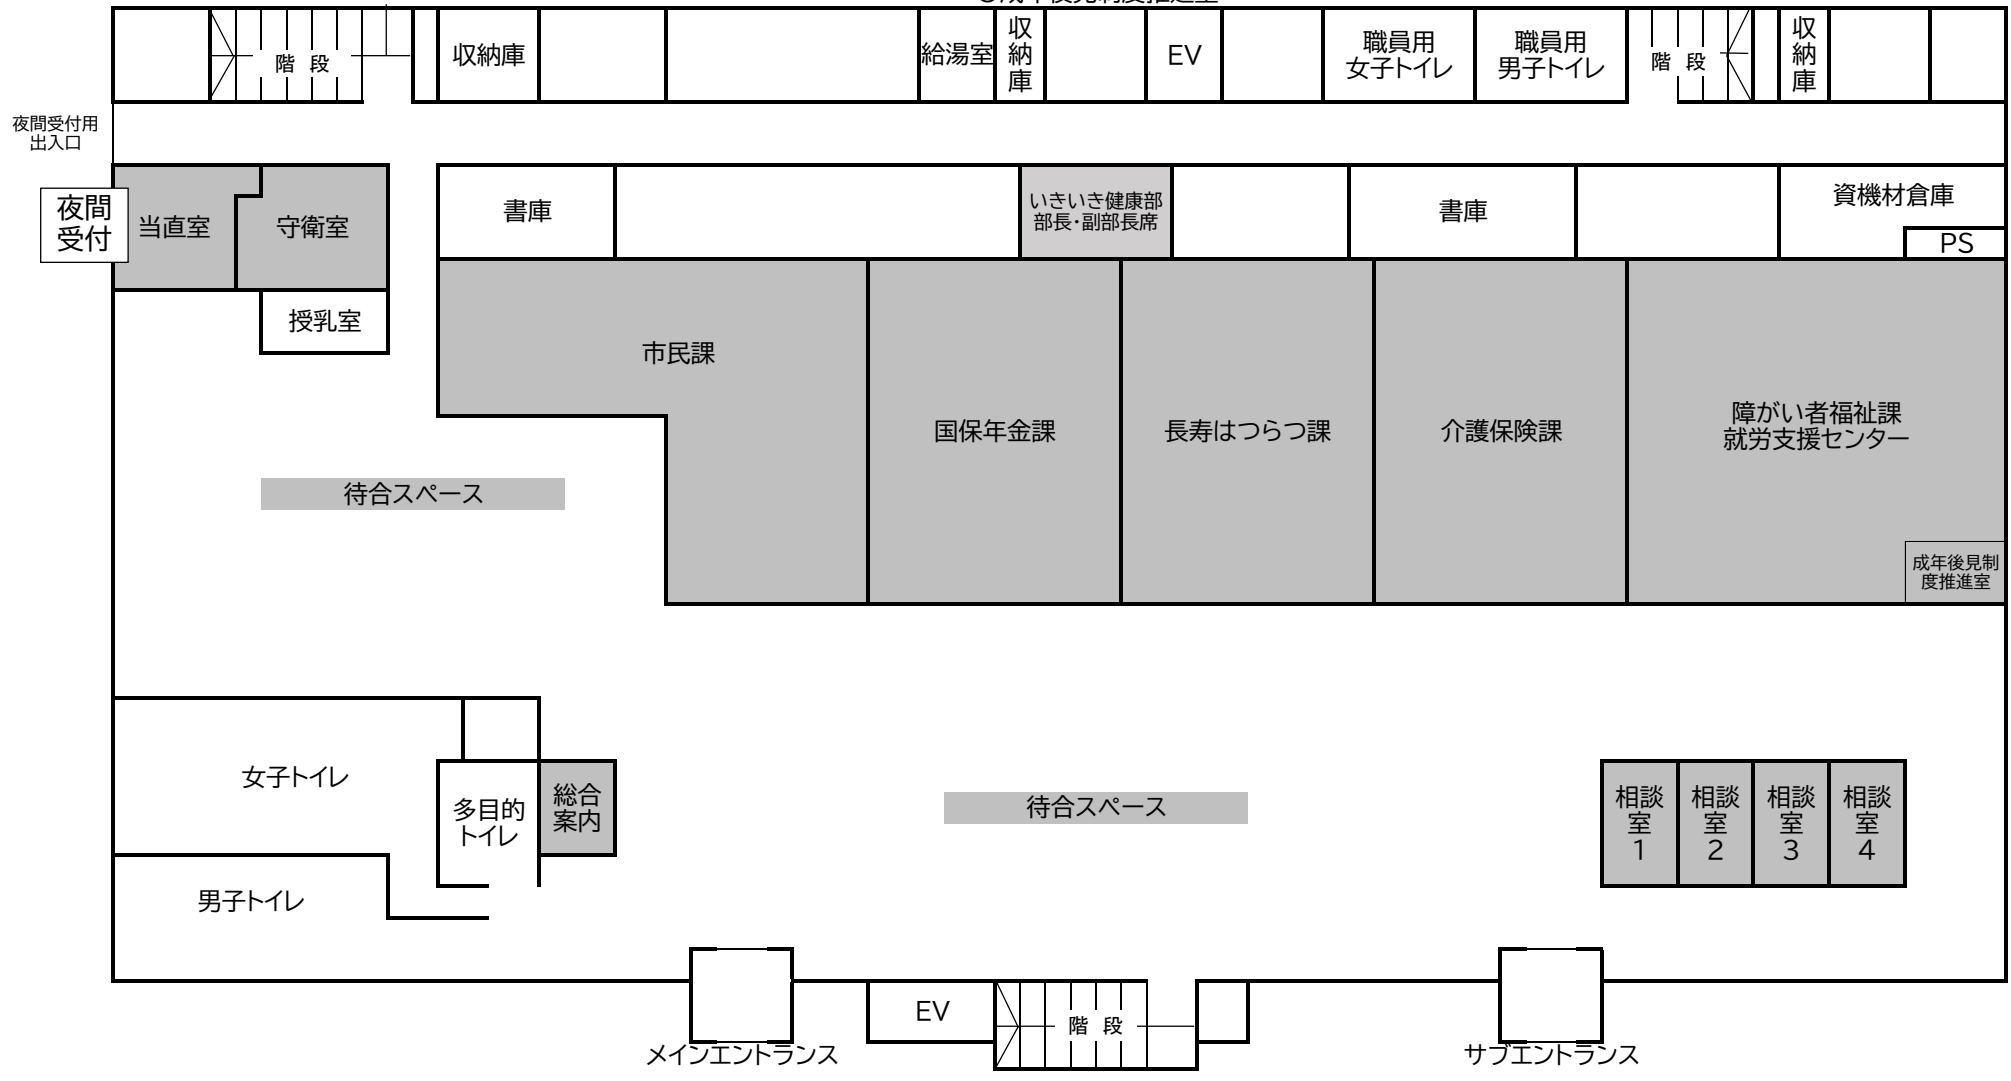 収納庫
給湯室
収
納
庫
EV
職員用
女子トイレ
職員用
男子トイレ
収
納
庫
階 段
階 段
夜間受付用
出入口
夜間
受付
当直室
守衛室
授乳室
書庫
いきいき健康部
部長・副部長席
書庫
資機材倉庫
PS
市民課
国保年金課
長寿はつらつ課
介護保険課
障がい者福祉課
就労支援センター
成年後見制
度推進室
待合スペース
女子トイレ
多目的
トイレ
総合
案内
待合スペース
相談
室
1
相談
室
2
相談
室
3
相談
室
4
男子トイレ
EV
階 段
メインエントランス
サブエントランス